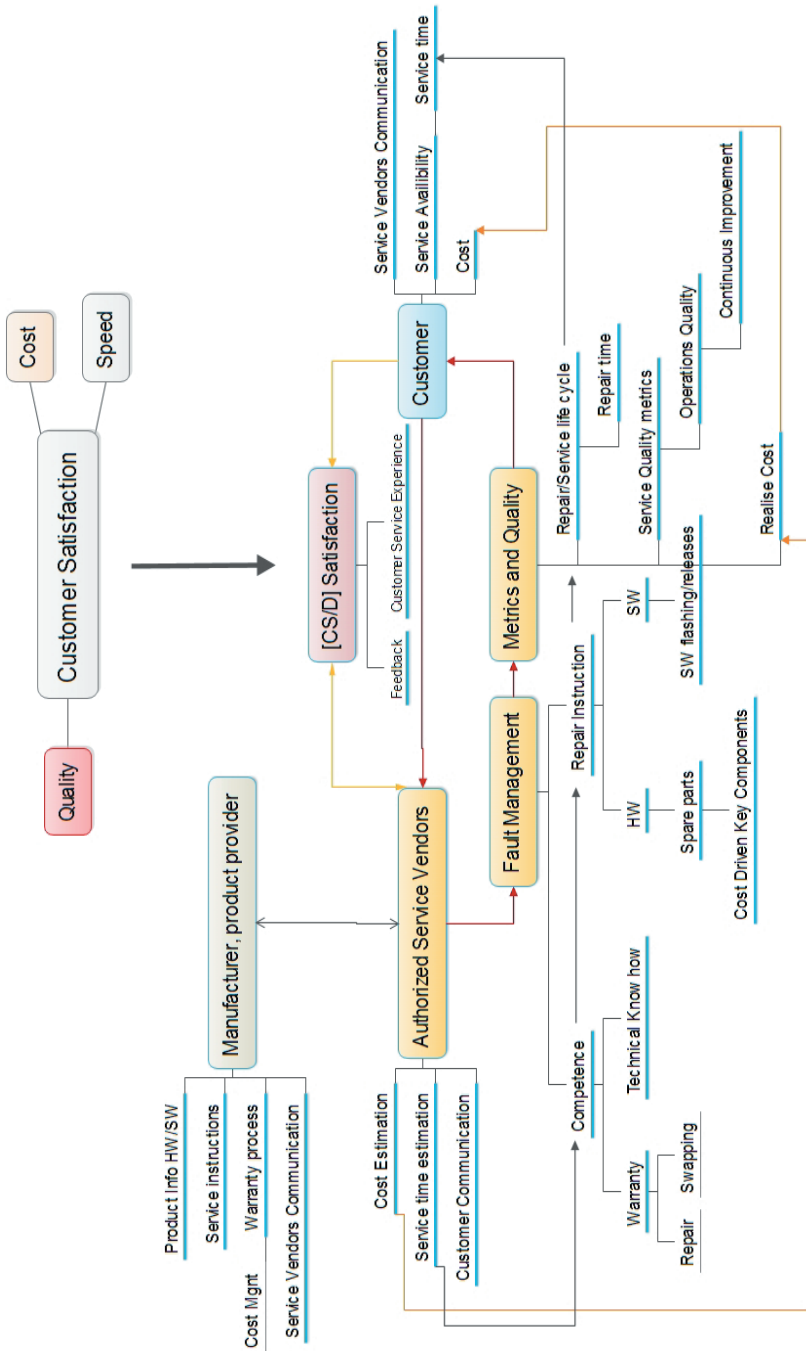 Quality
Customer Satisfaction
Cost
Speed
Manufacturer, product provider
Product Info HW/SW
Service instructions
Warranty process
Cost Mgnt
Service Vendors Communication
[CS/D] Satisfaction
Feedback
Customer Service Experience
Authorized Service Vendors
Cost Estimation
Service time estimation
Customer Communication
Customer
Service Vendors Communication
Service Availibility
Service time
Cost
Fault Management
Metrics and Quality
Competence
Warranty
Repair
Swapping
Technical Know how
Repair Instruction
HW
Spare parts
Cost Driven Key Components
SW
SW flashing/releases
Repair/Service life cycle
Repair time
Service Quality metrics
Operations Quality
Continuous Improvement
Realise Cost